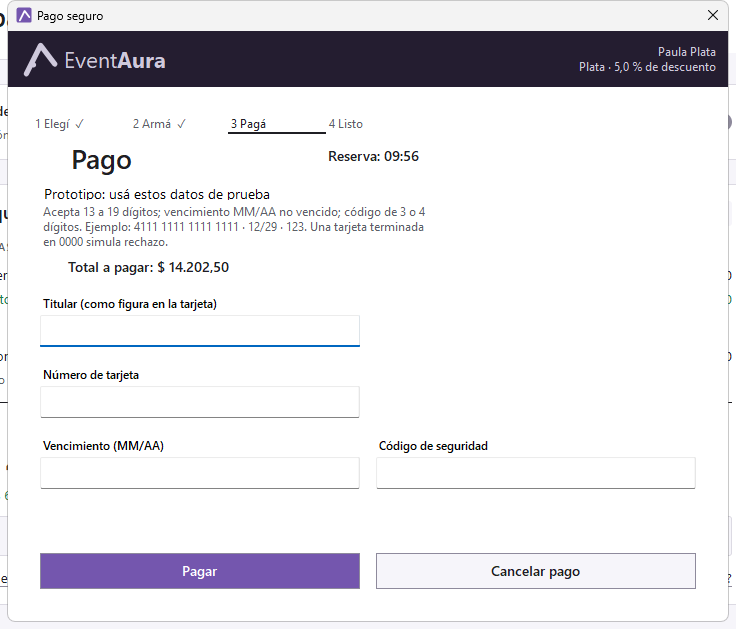 Pago seguro
EventAura
Paula Plata
Plata · 5,0 % de descuento
1 Elegí ✓
2 Armá ✓
3 Pagá
4 Listo
Pago
Reserva: 09:56
Prototipo: usá estos datos de prueba
Acepta 13 a 19 dígitos; vencimiento MM/AA no vencido; código de 3 o 4
dígitos. Ejemplo: 4111 1111 1111 1111 · 12/29 · 123. Una tarjeta terminada
en 0000 simula rechazo.
Total a pagar: $ 14.202,50
Titular (como figura en la tarjeta)
Número de tarjeta
Vencimiento (MM/AA)
Código de seguridad
Pagar
Cancelar pago